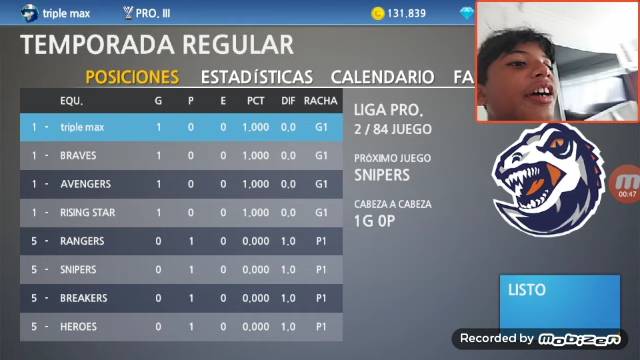 triple max PRO. III 131.839
TEMPORADA REGULAR
POSICIONES ESTADÍSTICAS CALENDARIO FA
EQU. G P E PCT DIF RACHA
1 - triple max 1 0 0 1,000 0,0 G1
1 - BRAVES 1 0 0 1,000 0,0 G1
1 - AVENGERS 1 0 0 1,000 0,0 G1
1 - RISING STAR 1 0 0 1,000 0,0 G1
5 - RANGERS 0 1 0 0,000 1,0 P1
5 - SNIPERS 0 1 0 0,000 1,0 P1
5 - BREAKERS 0 1 0 0,000 1,0 P1
5 - HEROES 0 1 0 0,000 1,0 P1
LIGA PRO.
2 / 84 JUEGO
PRÓXIMO JUEGO
SNIPERS
CABEZA A CABEZA
1G 0P
00:47
LISTO
Recorded by Mobizen